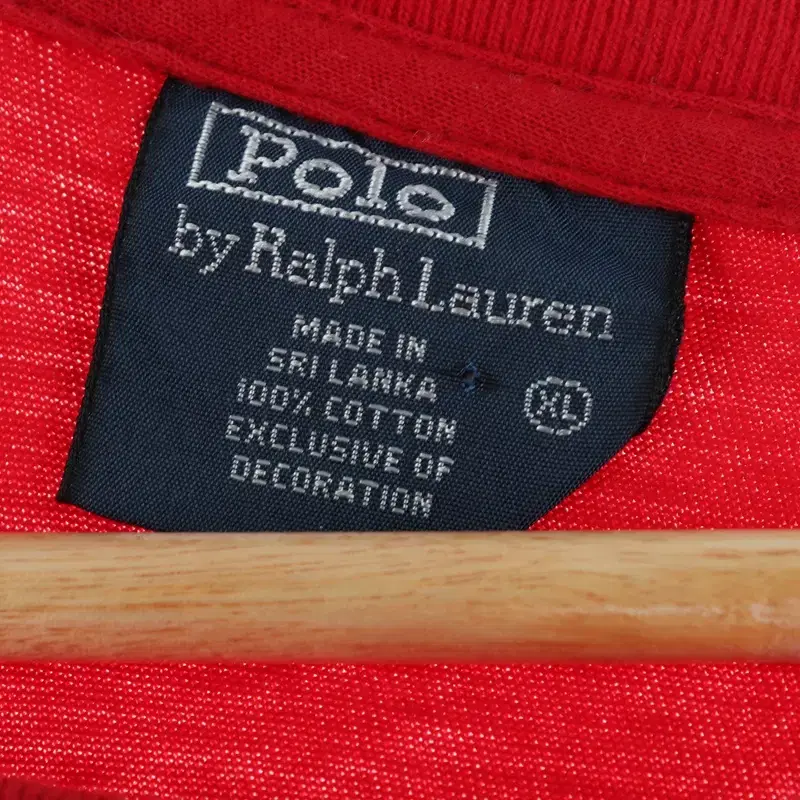 Polo
by Ralph Lauren
MADE IN
SRI LANKA
100% COTTON
EXCLUSIVE OF
DECORATION
XL